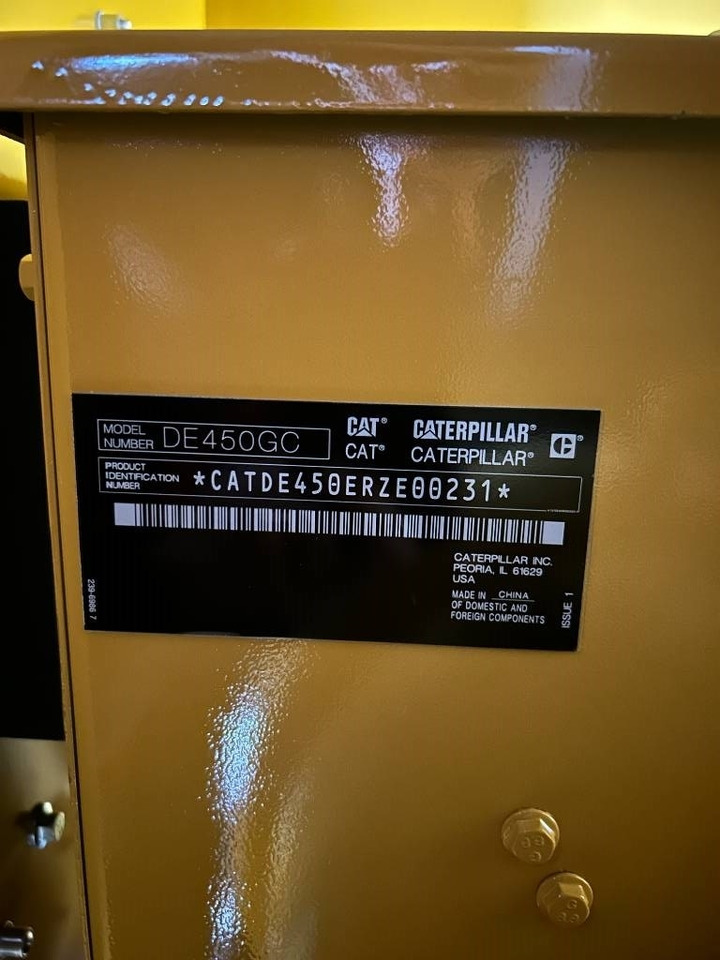 MODEL
NUMBER DE450GC
CAT® CATERPILLAR®
CAT® CATERPILLAR®
PRODUCT
IDENTIFICATION
NUMBER
*CATDE450ERZE00231*
CATERPILLAR INC.
PEORIA, IL 61629
USA
MADE IN CHINA
OF DOMESTIC AND
FOREIGN COMPONENTS
239-6986 7
ISSUE 1